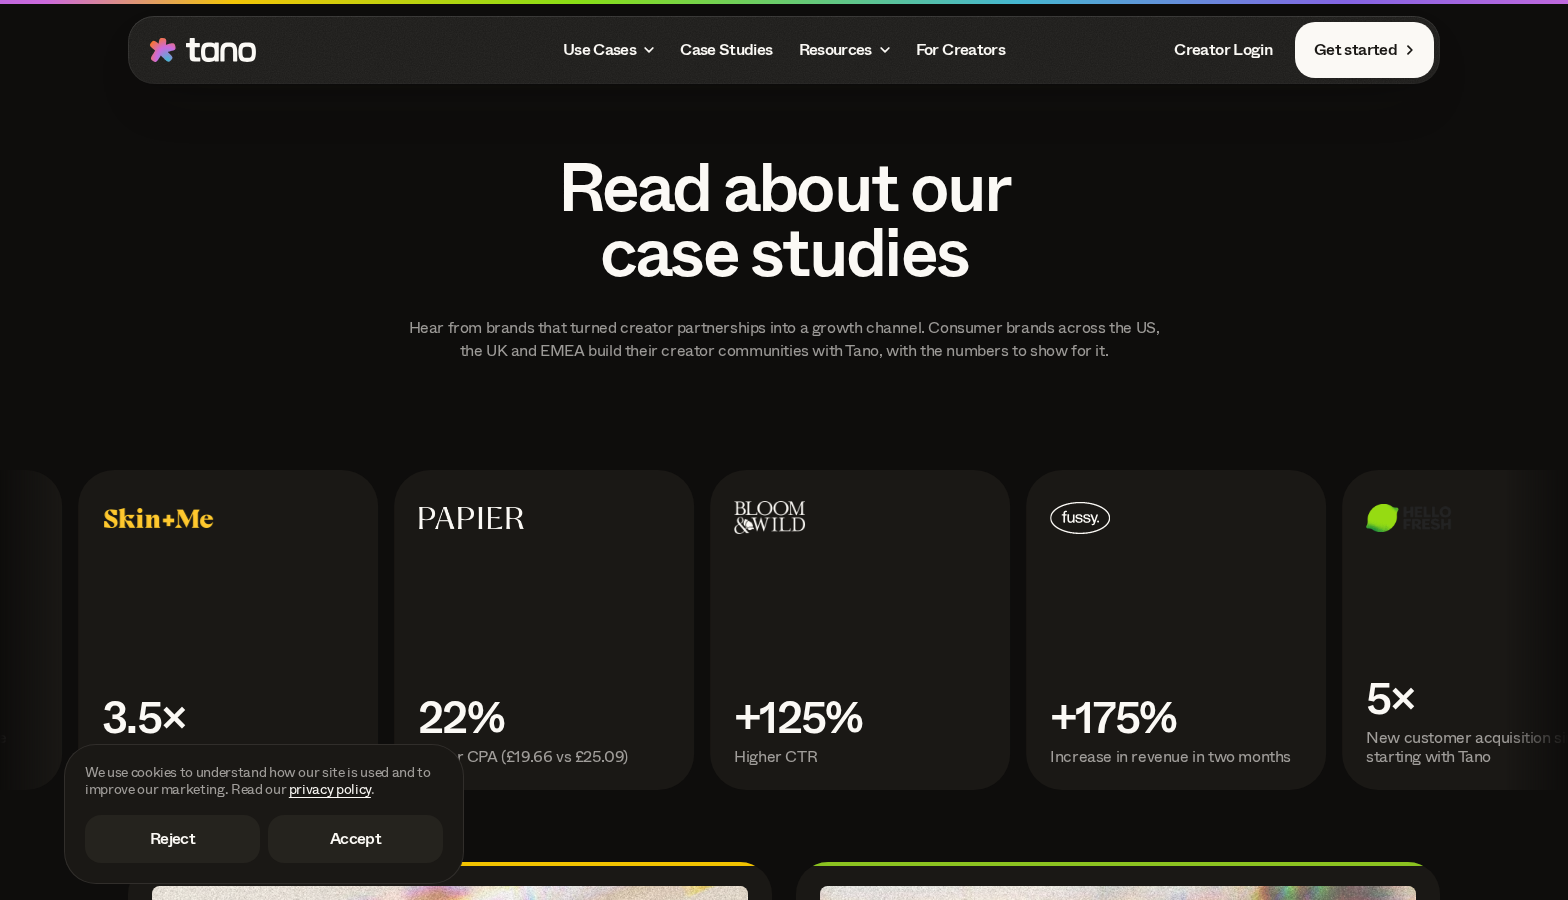 tano
Use Cases
Case Studies
Resources
For Creators
Creator Login
Get started
Read about our
case studies
Hear from brands that turned creator partnerships into a growth channel. Consumer brands across the US,
the UK and EMEA build their creator communities with Tano, with the numbers to show for it.
Skin+Me
PAPIER
BLOOM
&WILD
fussy.
HELLO
FRESH
3.5×
22%
CPA (£19.66 vs £25.09)
+125%
Higher CTR
+175%
Increase in revenue in two months
5×
New customer acquisition
starting with Tano
We use cookies to understand how our site is used and to
improve our marketing. Read our privacy policy.
Reject
Accept